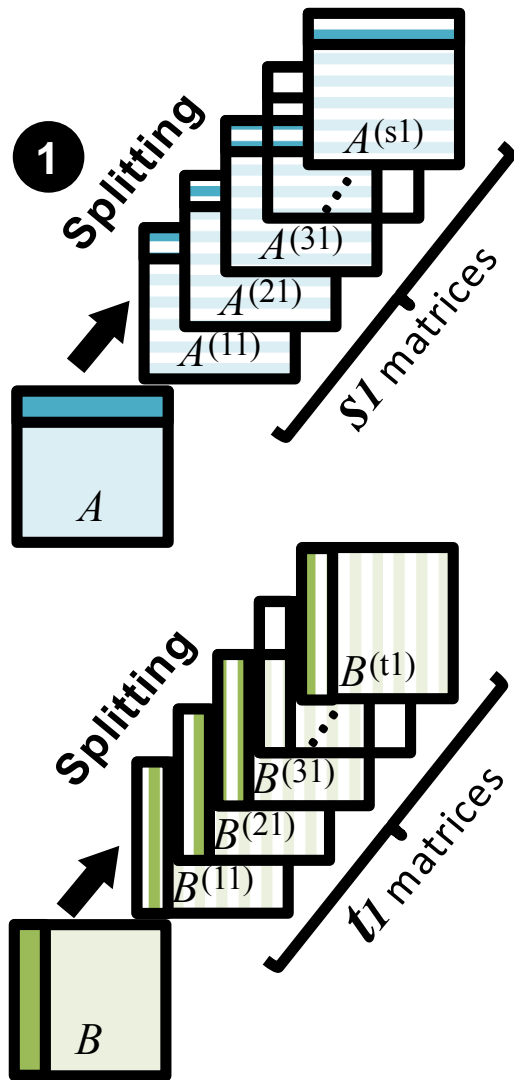 1
Splitting
A(s1)
A(31)
A(21)
A(11)
s1 matrices
A
Splitting
B(t1)
B(31)
B(21)
B(11)
t1 matrices
B